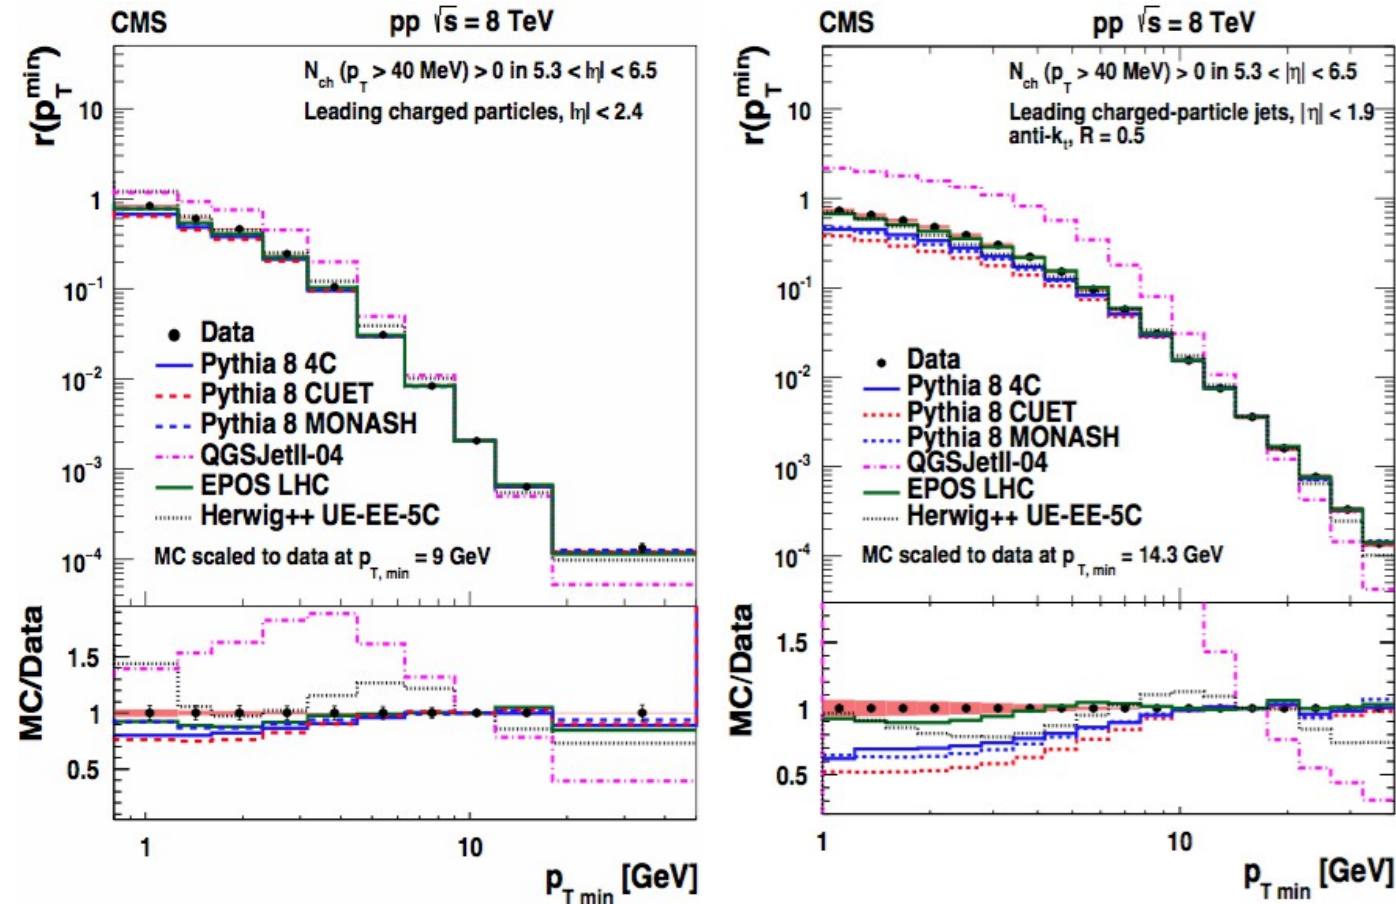 CMS pp √s = 8 TeV
r(p_T^min)
N_ch (p_T > 40 MeV) > 0 in 5.3 < |η| < 6.5
Leading charged particles, |η| < 2.4
10
1
10⁻¹
10⁻²
10⁻³
10⁻⁴
Data
Pythia 8 4C
Pythia 8 CUET
Pythia 8 MONASH
QGSJetII-04
EPOS LHC
Herwig++ UE-EE-5C
MC scaled to data at p_T, min = 9 GeV
MC/Data
1.5
1
0.5
1 10
p_T min [GeV]
CMS pp √s = 8 TeV
r(p_T^min)
N_ch (p_T > 40 MeV) > 0 in 5.3 < |η| < 6.5
Leading charged-particle jets, |η| < 1.9
anti-k_t, R = 0.5
10
1
10⁻¹
10⁻²
10⁻³
10⁻⁴
Data
Pythia 8 4C
Pythia 8 CUET
Pythia 8 MONASH
QGSJetII-04
EPOS LHC
Herwig++ UE-EE-5C
MC scaled to data at p_T, min = 14.3 GeV
MC/Data
1.5
1
0.5
1 10
p_T min [GeV]